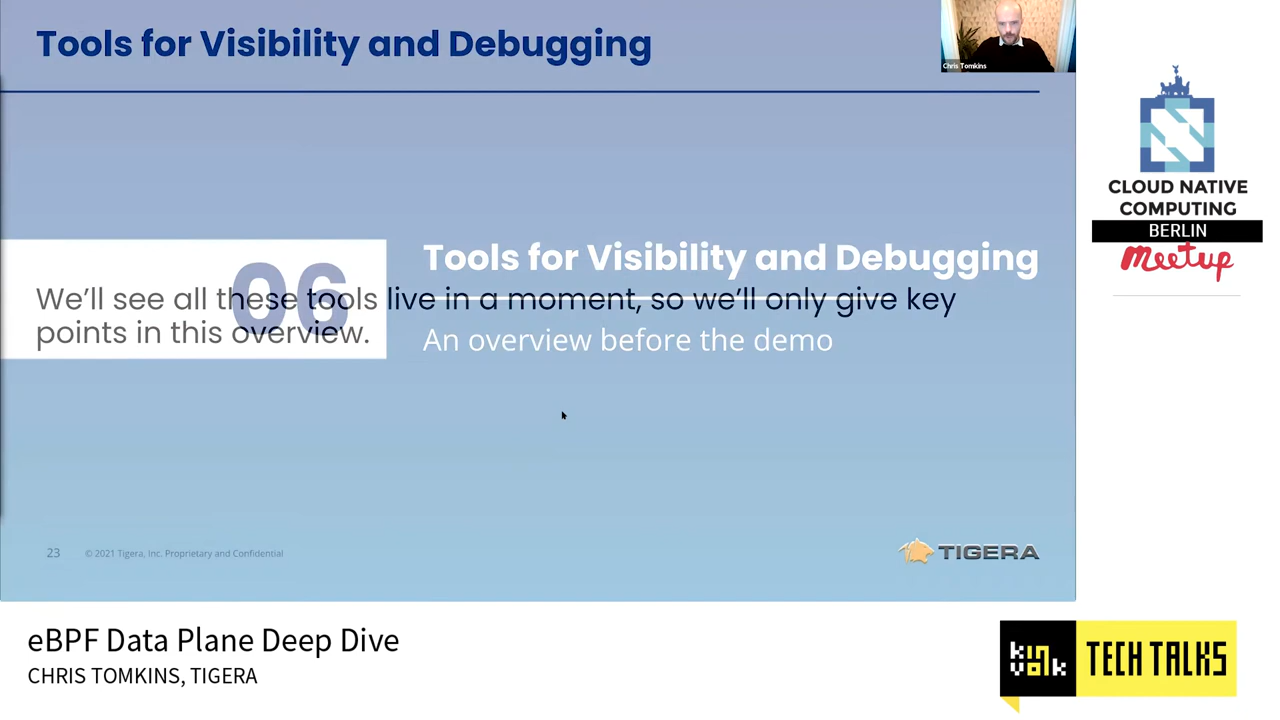 Tools for Visibility and Debugging
Chris Tomkins
06
Tools for Visibility and Debugging
We'll see all these tools live in a moment, so we'll only give key
points in this overview.
An overview before the demo
23
© 2021 Tigera, Inc. Proprietary and Confidential
TIGERA
CLOUD NATIVE
COMPUTING
BERLIN
Meetup
eBPF Data Plane Deep Dive
CHRIS TOMKINS, TIGERA
kinvolk
TECH TALKS